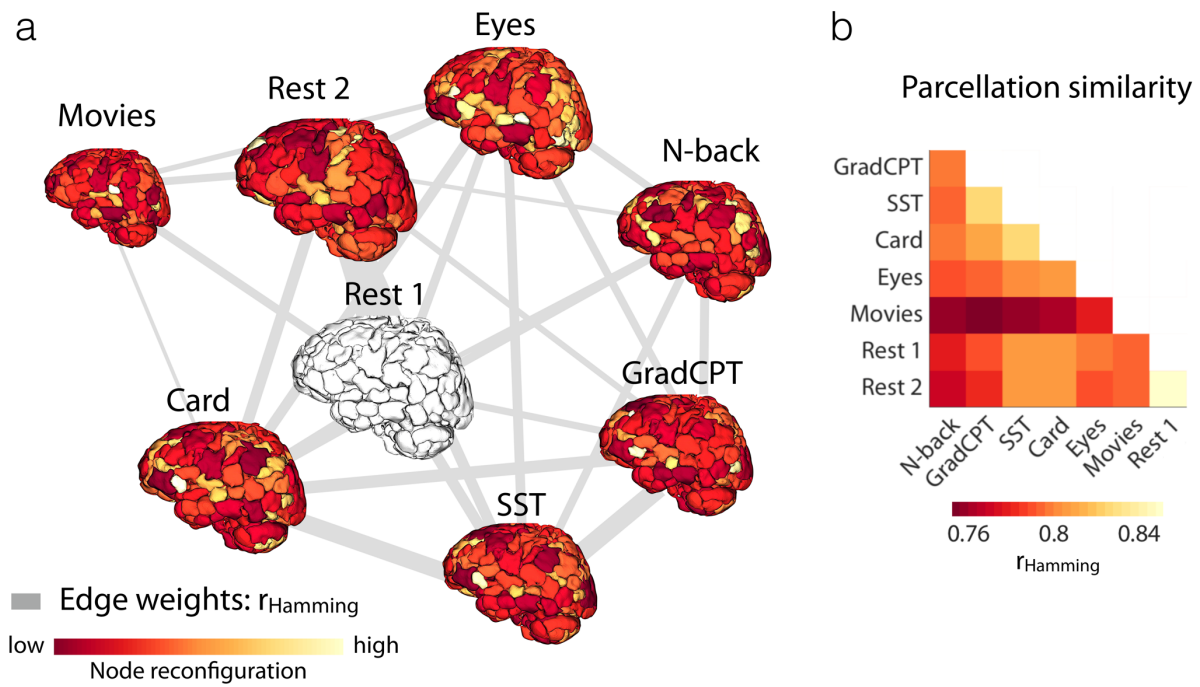 a
Eyes
Rest 2
Movies
N-back
Rest 1
GradCPT
Card
SST
Edge weights: rHamming
low
high
Node reconfiguration
b
Parcellation similarity
GradCPT
SST
Card
Eyes
Movies
Rest 1
Rest 2
N-back
GradCPT
SST
Card
Eyes
Movies
Rest 1
0.76 0.8 0.84
rHamming